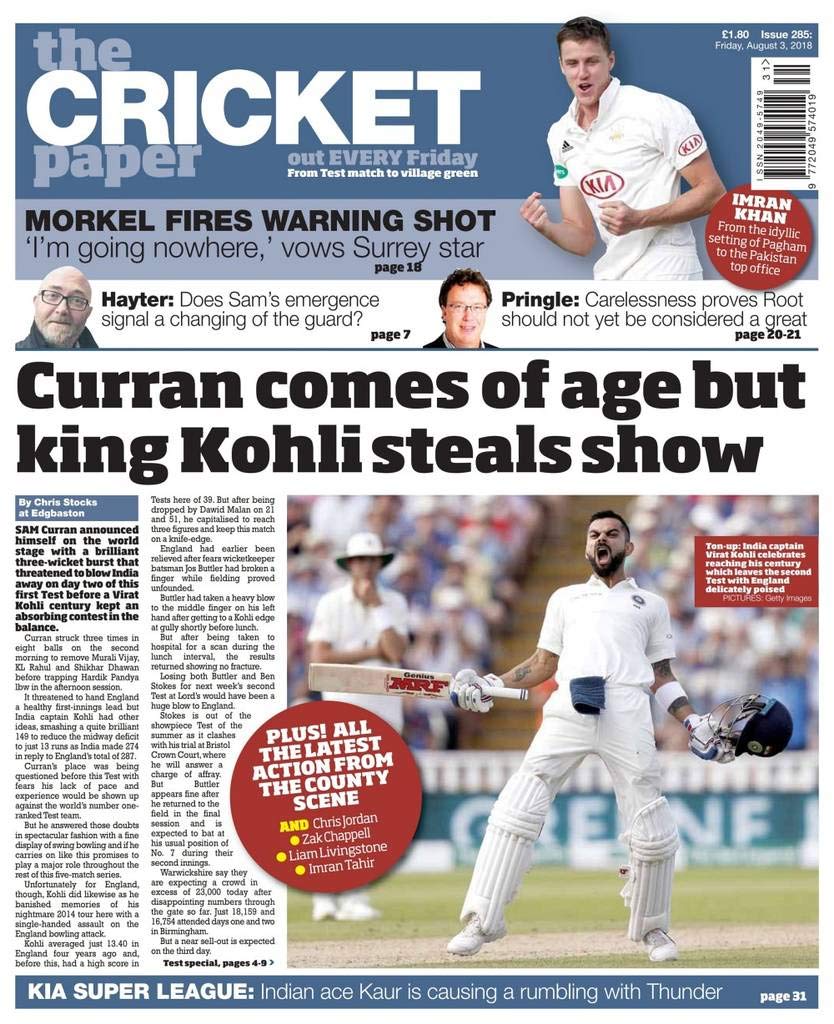 the
CRICKET
paper
out EVERY Friday
From Test match to village green
£1.80 Issue 285:
Friday, August 3, 2018
31>
ISSN 2049-5749
9 772049 574019
KIA
KIA
MORKEL FIRES WARNING SHOT
'I'm going nowhere,' vows Surrey star
page 18
IMRAN
KHAN
From the idyllic
setting of Pagham
to the Pakistan
top office
Hayter: Does Sam's emergence
signal a changing of the guard?
page 7
Pringle: Carelessness proves Root
should not yet be considered a great
page 20-21
Curran comes of age but
king Kohli steals show
By Chris Stocks
at Edgbaston
SAM Curran announced
himself on the world
stage with a brilliant
three-wicket burst that
threatened to blow India
away on day two of this
first Test before a Virat
Kohli century kept an
absorbing contest in the
balance.
Curran struck three times in
eight balls on the second
morning to remove Murali Vijay,
KL Rahul and Shikhar Dhawan
before trapping Hardik Pandya
lbw in the afternoon session.
It threatened to hand England
a healthy first-innings lead but
India captain Kohli had other
ideas, smashing a quite brilliant
149 to reduce the midway deficit
to just 13 runs as India made 274
in reply to England's total of 287.
Curran's place was being
questioned before this Test with
fears his lack of pace and
experience would be shown up
against the world's number one-
ranked Test team.
But he answered those doubts
in spectacular fashion with a fine
display of swing bowling and if he
carries on like this promises to
play a major role throughout the
rest of this five-match series.
Unfortunately for England,
though, Kohli did likewise as he
banished memories of his
nightmare 2014 tour here with a
single-handed assault on the
England bowling attack.
Kohli averaged just 13.40 in
England four years ago and,
before this, had a high score in
Tests here of 39. But after being
dropped by Dawid Malan on 21
and 51, he capitalised to reach
three figures and keep this match
on a knife-edge.
England had earlier been
relieved after fears wicketkeeper
batsman Jos Buttler had broken a
finger while fielding proved
unfounded.
Buttler had taken a heavy blow
to the middle finger on his left
hand after getting to a Kohli edge
at gully shortly before lunch.
But after being taken to
hospital for a scan during the
lunch interval, the results
returned showing no fracture.
Losing both Buttler and Ben
Stokes for next week's second
Test at Lord's would have been a
huge blow to England.
Stokes is out of the
showpiece Test of the
summer as it clashes
with his trial at Bristol
Crown Court, where
he will answer a
charge of affray.
But Buttler
appears fine after
he returned to the
field in the final
session and is
expected to bat at
his usual position of
No. 7 during their
second innings.
Warwickshire say they
are expecting a crowd in
excess of 23,000 today after
disappointing numbers through
the gate so far. Just 18,159 and
16,754 attended days one and two
in Birmingham.
But a near sell-out is expected
on the third day.
Test special, pages 4-9 >
PLUS! ALL
THE LATEST
ACTION FROM
THE COUNTY
SCENE
AND Chris Jordan
● Zak Chappell
● Liam Livingstone
● Imran Tahir
Ton-up: India captain
Virat Kohli celebrates
reaching his century
which leaves the second
Test with England
delicately poised
PICTURES: Getty Images
Genius
MRF
KIA SUPER LEAGUE: Indian ace Kaur is causing a rumbling with Thunder
page 31